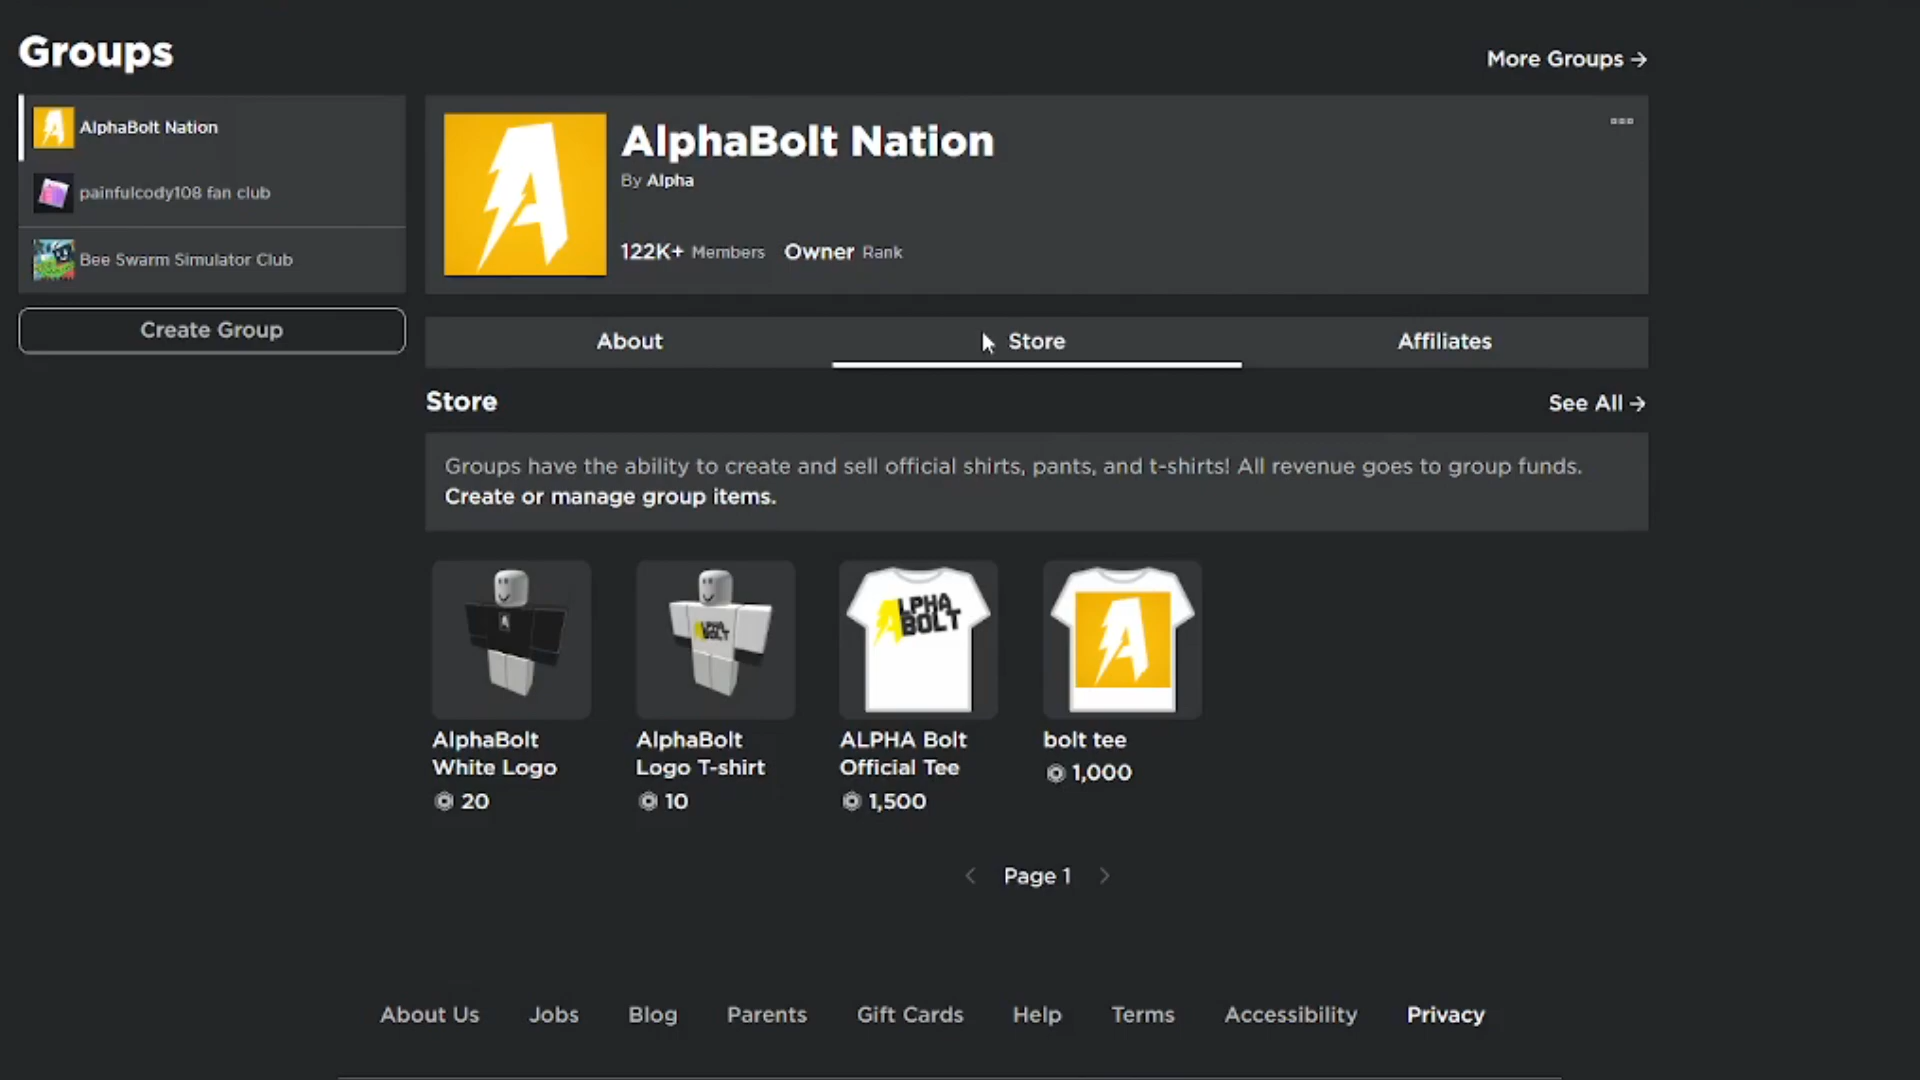 Groups
More Groups →
AlphaBolt Nation
painfulcody108 fan club
Bee Swarm Simulator Club
Create Group
AlphaBolt Nation
By Alpha
122K+ Members Owner Rank
About Store Affiliates
Store
See All →
Groups have the ability to create and sell official shirts, pants, and t-shirts! All revenue goes to group funds.
Create or manage group items.
ALPHA
BOLT
ALPHA
BOLT
A
AlphaBolt
White Logo
20
AlphaBolt
Logo T-shirt
10
ALPHA Bolt
Official Tee
1,500
bolt tee
1,000
Page 1
About Us Jobs Blog Parents Gift Cards Help Terms Accessibility Privacy